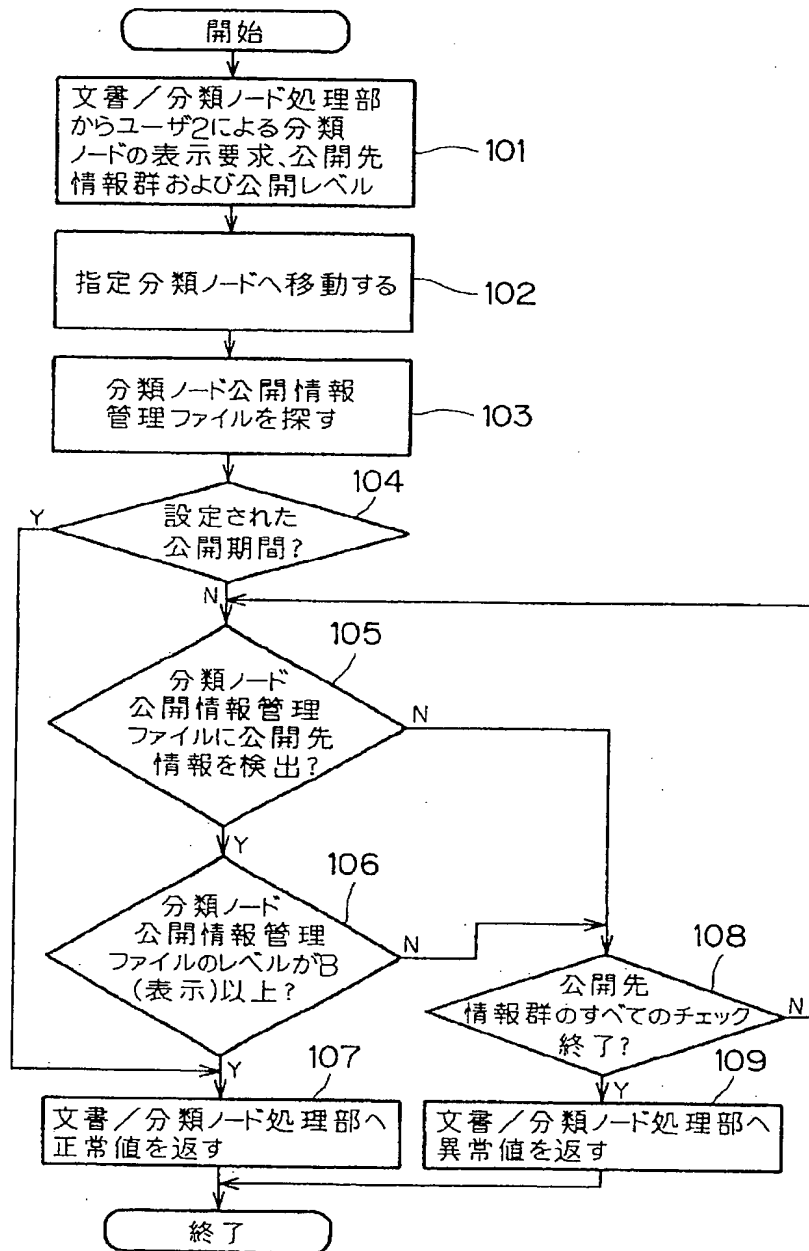 開始
文書／分類ノード処理部
からユーザ2による分類
ノードの表示要求、公開先
情報群および公開レベル
101
指定分類ノードへ移動する
102
分類ノード公開情報
管理ファイルを探す
103
104
設定された
公開期間?
Y
N
105
分類ノード
公開情報管理
ファイルに公開先
情報を検出?
N
Y
106
分類ノード
公開情報管理
ファイルのレベルがB
(表示)以上?
N
Y
108
公開先
情報群のすべてのチェック
終了?
N
Y
107
文書／分類ノード処理部へ
正常値を返す
109
文書／分類ノード処理部へ
異常値を返す
終了